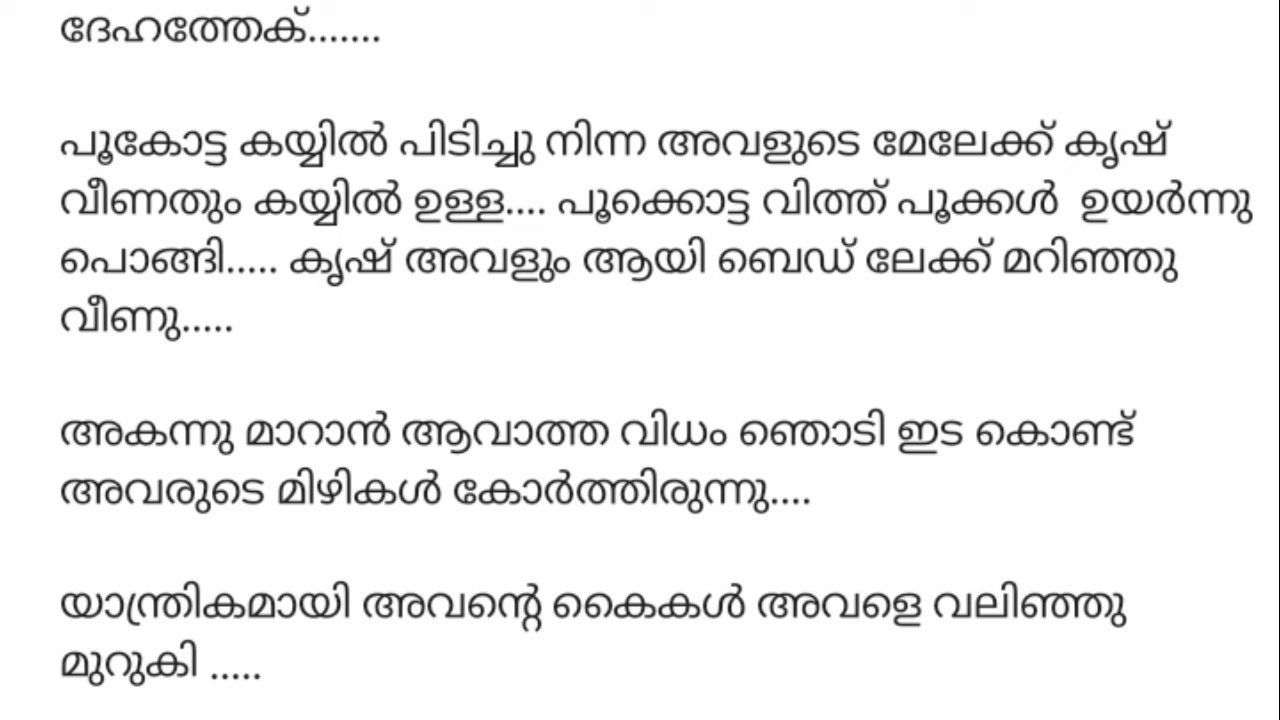 ദേഹത്തേക്.......
പൂകോട്ട കയ്യിൽ പിടിച്ചു നിന്ന അവളുടെ മേലേക്ക് കൃഷ്
വീണതും കയ്യിൽ ഉള്ള.... പൂക്കൊട്ട വിത്ത് പൂക്കൾ ഉയർന്നു
പൊങ്ങി..... കൃഷ് അവളും ആയി ബെഡ് ലേക്ക് മറിഞ്ഞു
വീണു.....
അകന്നു മാറാൻ ആവാത്ത വിധം ഞൊടി ഇട കൊണ്ട്
അവരുടെ മിഴികൾ കോർത്തിരുന്നു....
യാന്ത്രികമായി അവന്റെ കൈകൾ അവളെ വലിഞ്ഞു
മുറുകി .....